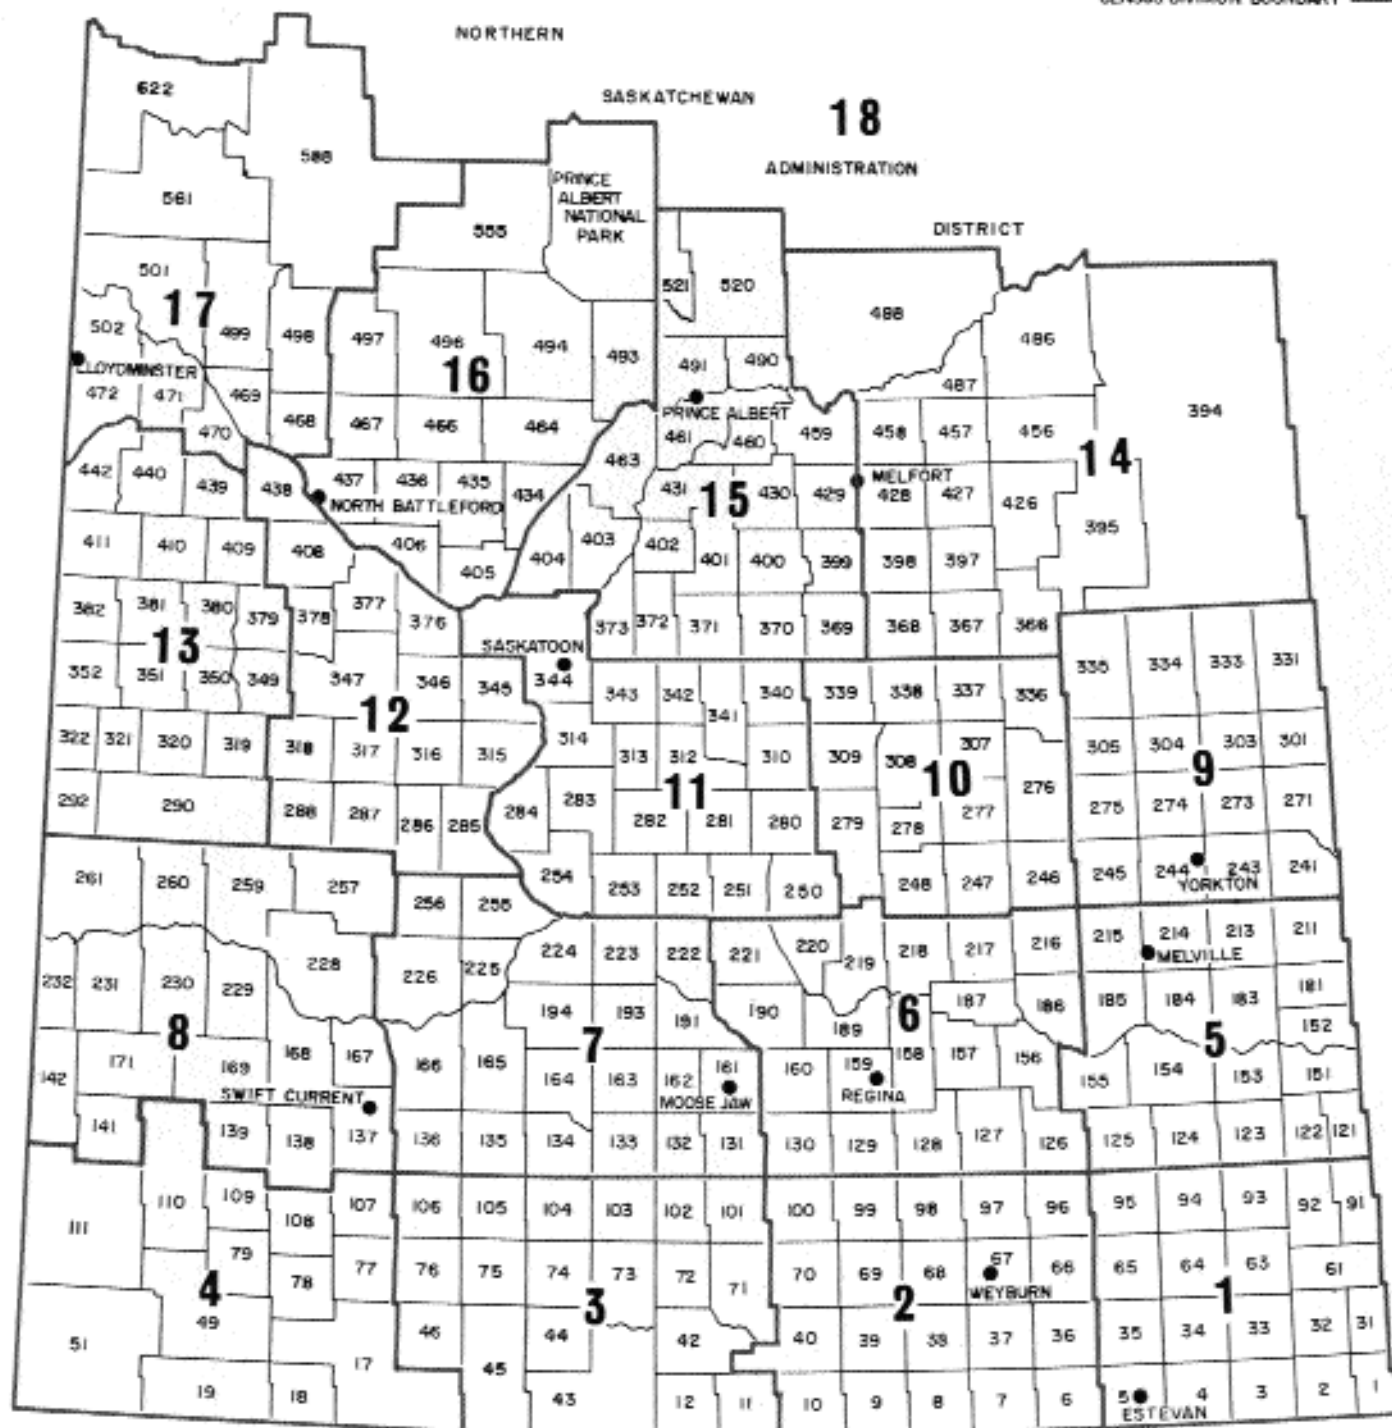 CENSUS DIVISION BOUNDARY
NORTHERN
622
SASKATCHEWAN
18
588
ADMINISTRATION
PRINCE
ALBERT
NATIONAL
PARK
561
555
DISTRICT
501
521 520
17
488
502 499 498 497 496 494 493 486
16
491 490
LLOYDMINSTER
487
472 471 469
PRINCE ALBERT
394
468 467 466 464 461 460 459 458 457 456
470
14
442 440 439 438 437 436 435 434 463
MELFORT
NORTH BATTLEFORD
431 15 430 429 428 427 426
395
411 410 409 408 406 405 404 403 402 401 400 399 398 397
382 381 380 379 378 377 376
373 372 371 370 369 368 367 366
13
SASKATOON
352 351 350 349 347 346 345 344
343 342 341 340 339 338 337 336
335 334 333 331
12
322 321 320 319 318 317 316 315 314 313 312 310 309 308 307
305 304 303 301
11 10 9
292 290 288 287 286 285 284 283 282 281 280 279 278 277 276
275 274 273 271
261 260 259 257 256 255 254 253 252 251 250 248 247 246 245 244 243 241
YORKTON
232 231 230 229 228 226 225 224 223 222 221 220 219 218 217 216 215 214 213 211
MELVILLE
194 193 191 190 189 187 186 185 184 183 181
8 7 6 5
152
142 171 169 168 167 166 165 164 163 162 161 160 159 158 157 156 155 154 153 151
SWIFT CURRENT
MOOSE JAW
REGINA
141 139 138 137 136 135 134 133 132 131 130 129 128 127 126 125 124 123 122 121
111 110 109 108 107 106 105 104 103 102 101 100 99 98 97 96 95 94 93 92 91
79 78 77 76 75 74 73 72 71 70 69 68 67 66 65 64 63 61
WEYBURN
4 3 2 1
51 49 46 44 42 40 39 38 37 36 35 34 33 32 31
19 18 17 45 43 12 11 10 9 8 7 6 5 4 3 2 1
ESTEVAN